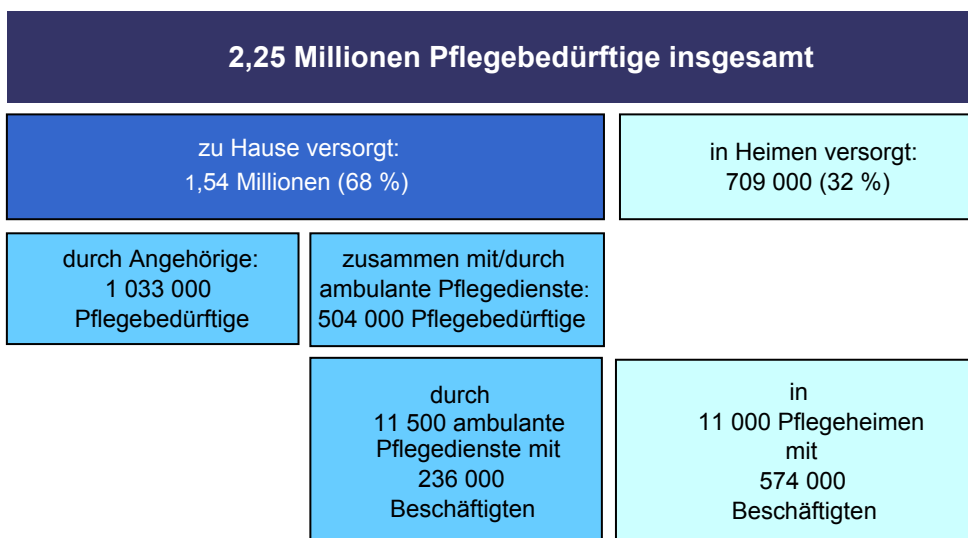 2,25 Millionen Pflegebedürftige insgesamt
zu Hause versorgt:
1,54 Millionen (68 %)
in Heimen versorgt:
709 000 (32 %)
durch Angehörige:
1 033 000
Pflegebedürftige
zusammen mit/durch
ambulante Pflegedienste:
504 000 Pflegebedürftige
durch
11 500 ambulante
Pflegedienste mit
236 000
Beschäftigten
in
11 000 Pflegeheimen
mit
574 000
Beschäftigten